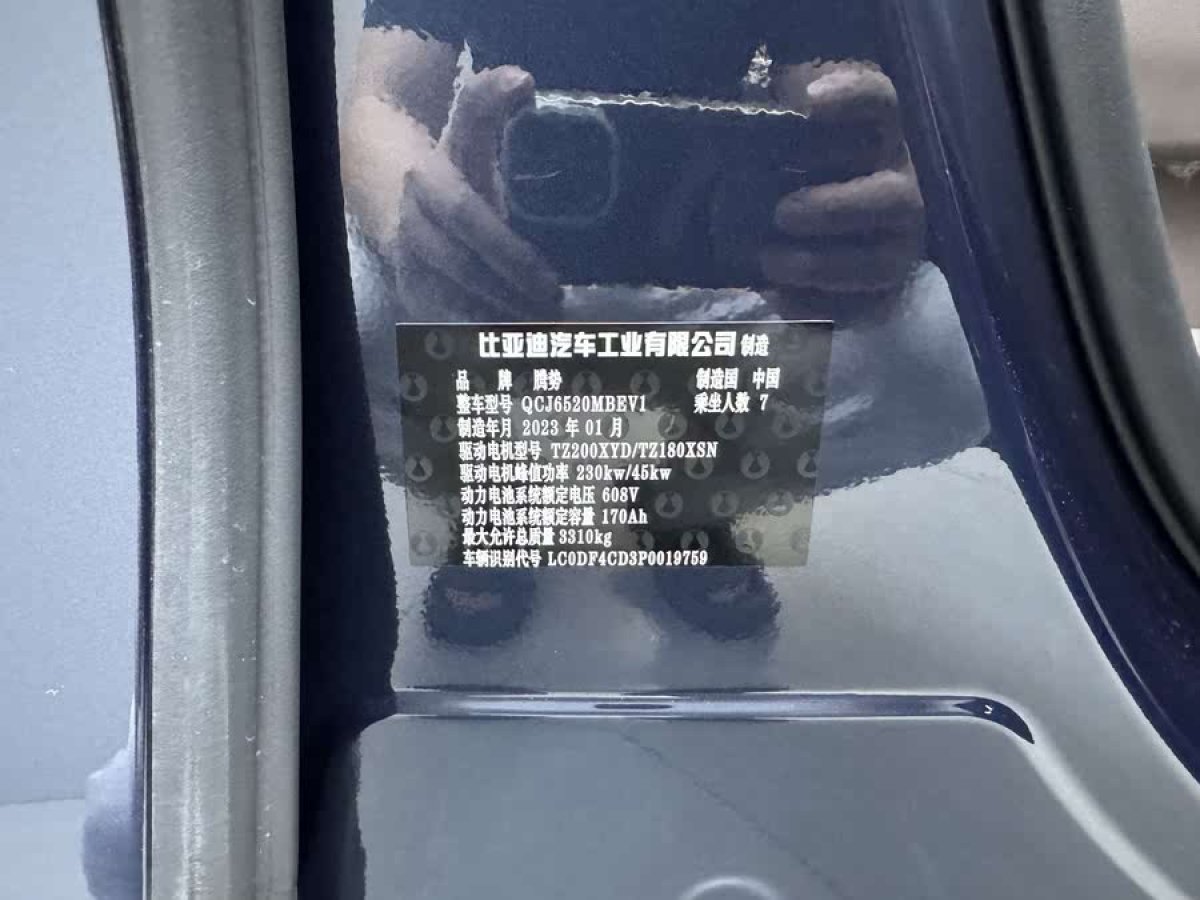 比亚迪汽车工业有限公司 制造
品 牌 腾势 制造国 中国
整车型号 QCJ6520MBEV1 乘坐人数 7
制造年月 2023 年 01 月
驱动电机型号 TZ200XYD/TZ180XSN
驱动电机峰值功率 230kw/45kw
动力电池系统额定电压 608V
动力电池系统额定容量 170Ah
最大允许总质量 3310kg
车辆识别代号 LC0DF4CD3P0019759